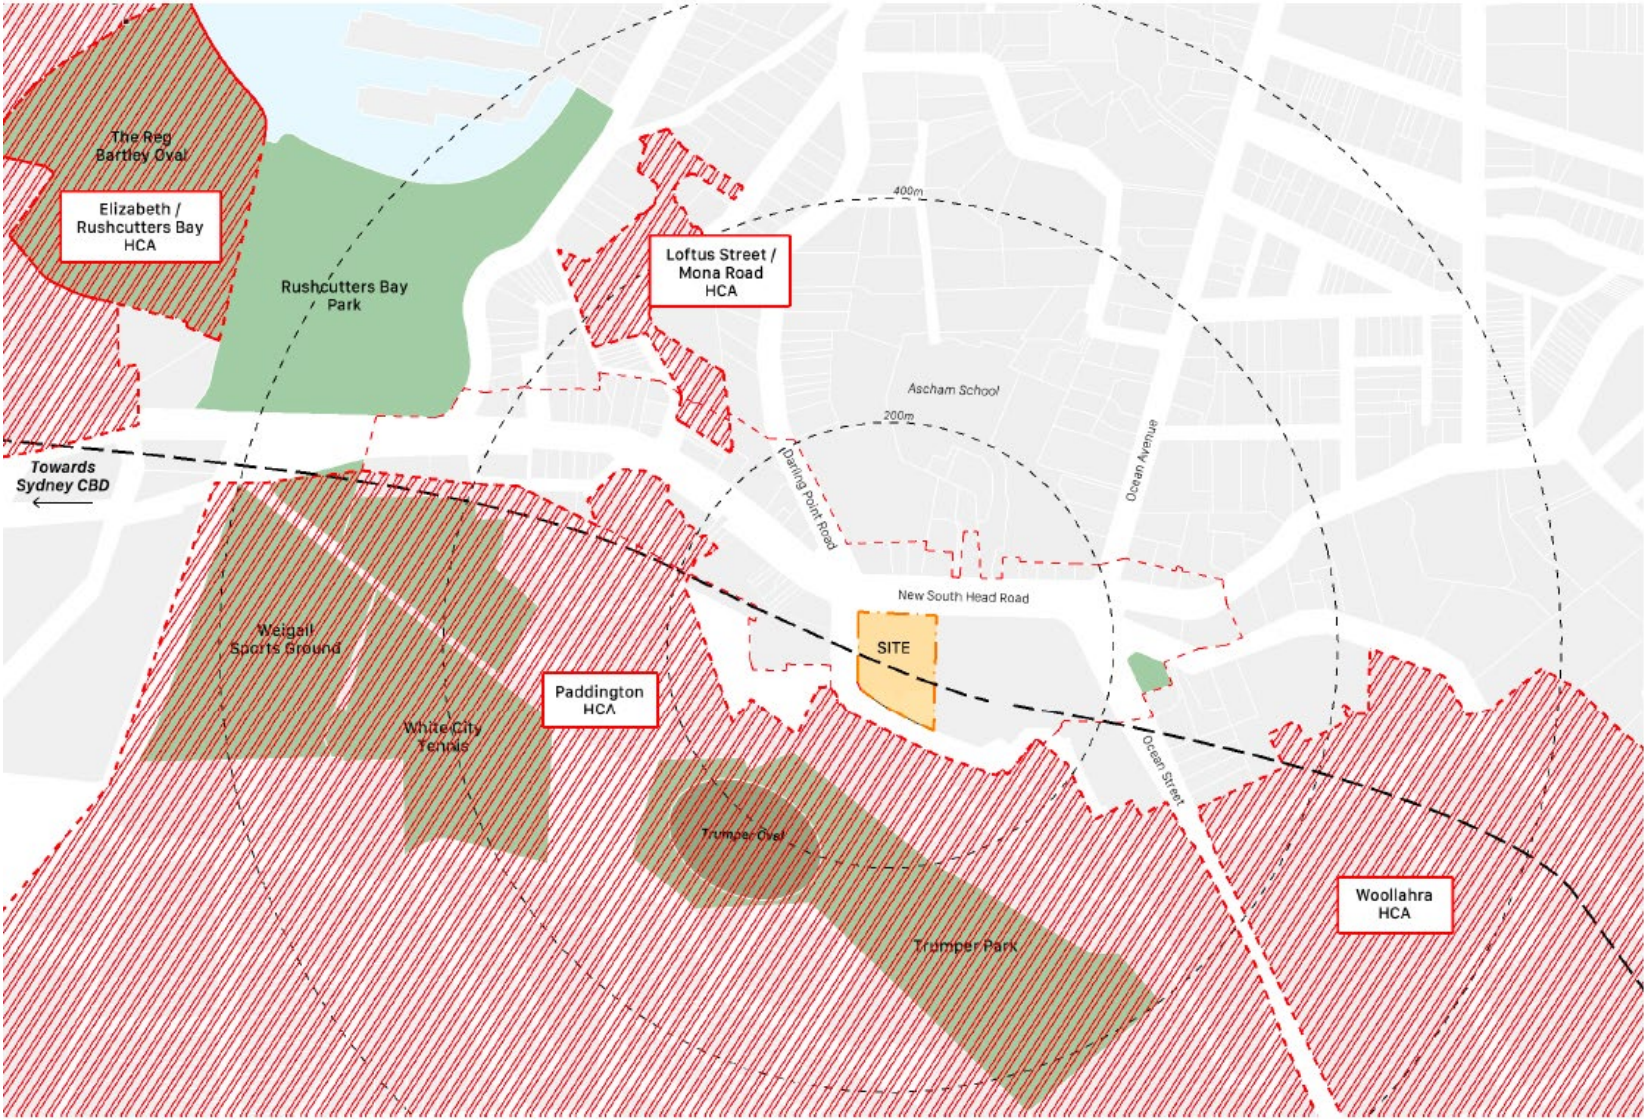 The Reg
Bartley Oval
Elizabeth /
Rushcutters Bay
HCA
400m
Loftus Street /
Mona Road
HCA
Rushcutters Bay
Park
Ascham School
200m
Ocean Avenue
Darling Point Road
Towards
Sydney CBD
New South Head Road
SITE
Weigall
Sports Ground
Paddington
HCA
White City
Tennis
Ocean Street
Trumper Oval
Woollahra
HCA
Trumper Park